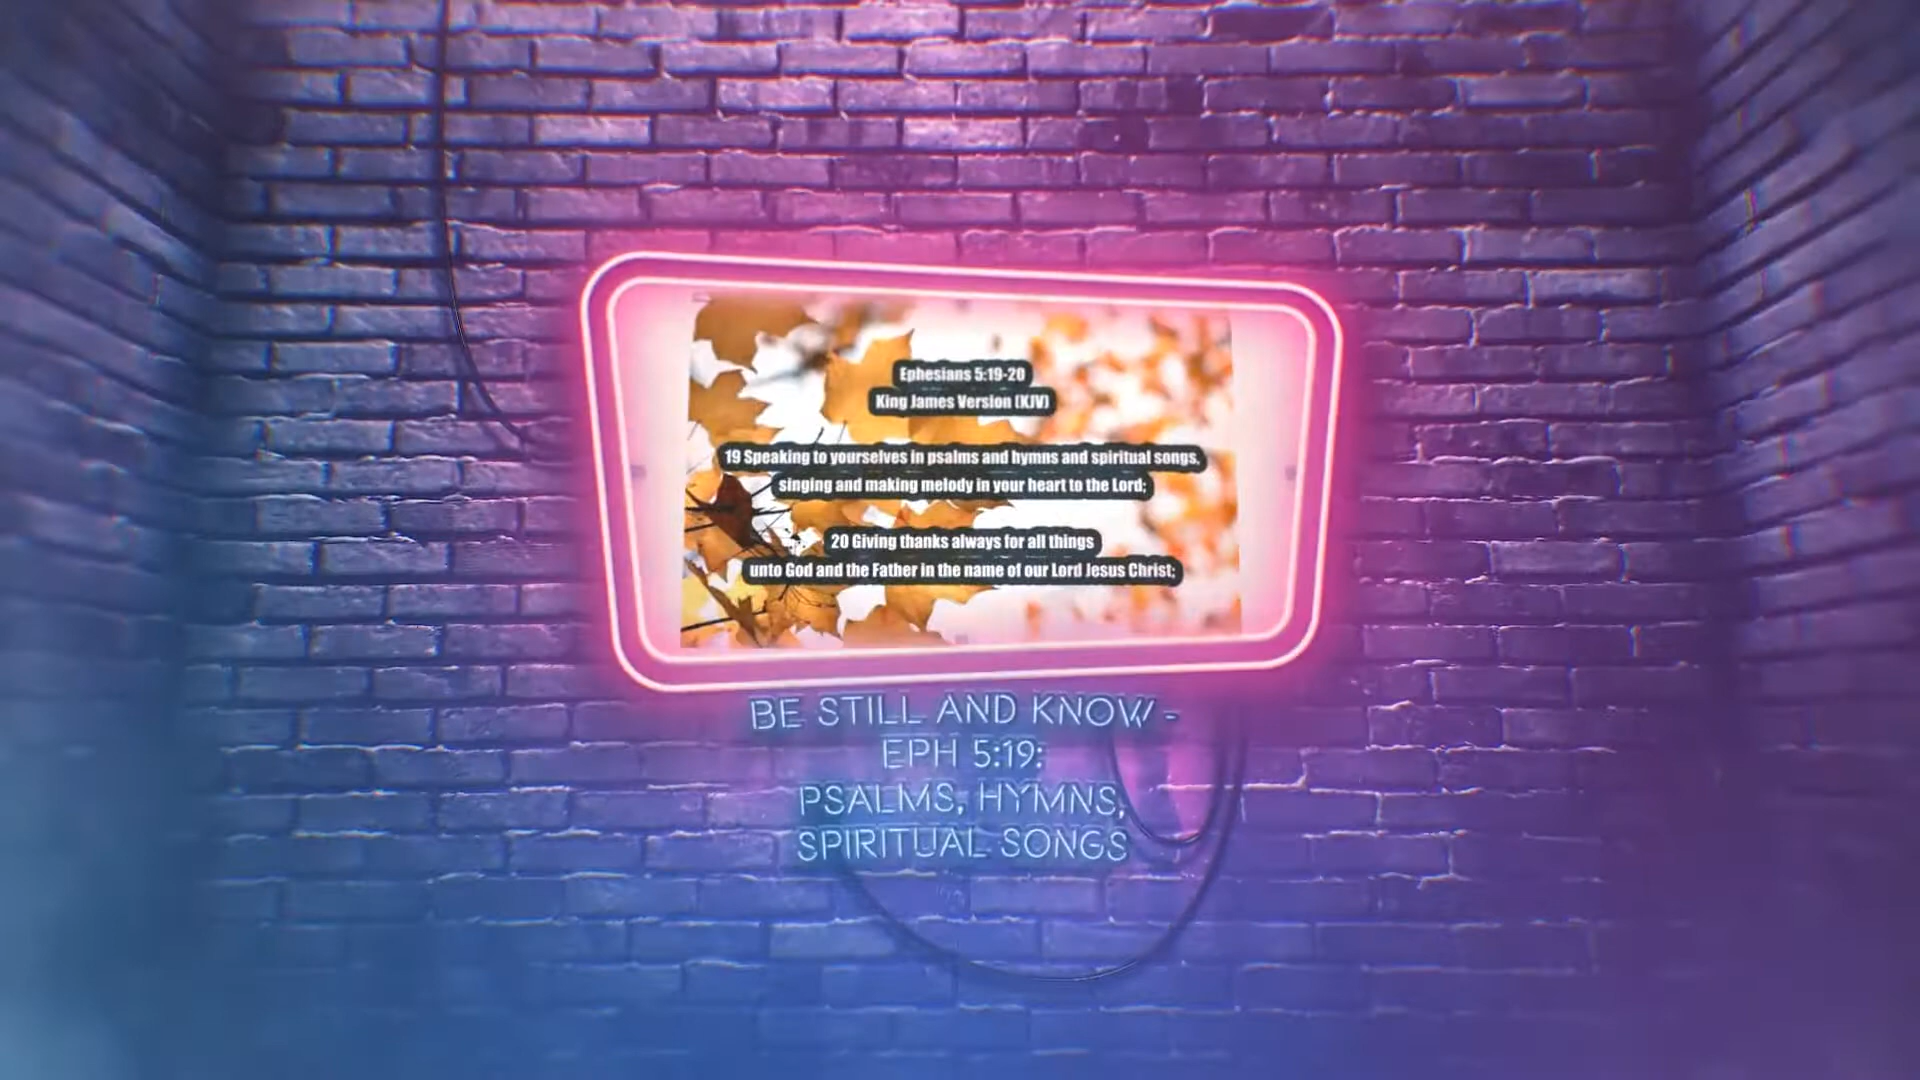 Ephesians 5:19-20
King James Version (KJV)
19 Speaking to yourselves in psalms and hymns and spiritual songs,
singing and making melody in your heart to the Lord;
20 Giving thanks always for all things
unto God and the Father in the name of our Lord Jesus Christ;
BE STILL AND KNOW -
EPH 5:19:
PSALMS, HYMNS,
SPIRITUAL SONGS